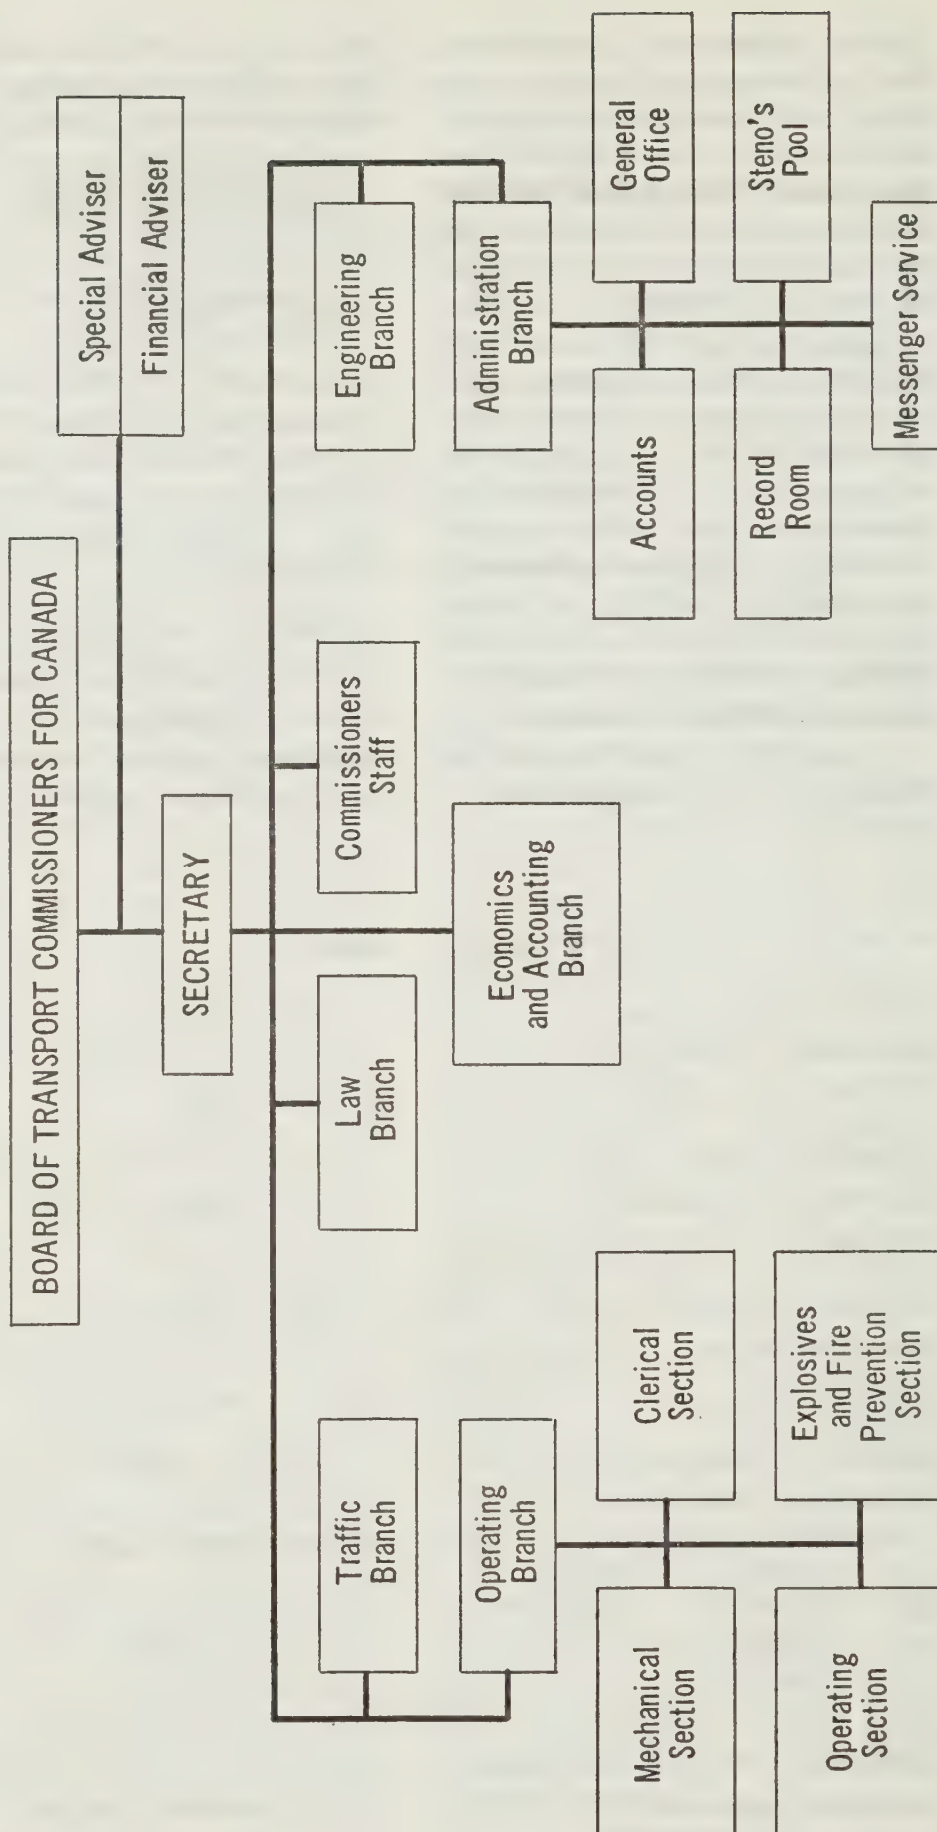 BOARD OF TRANSPORT COMMISSIONERS FOR CANADA
Special Adviser
Financial Adviser
SECRETARY
Traffic
Branch
Law
Branch
Commissioners
Staff
Engineering
Branch
Operating
Branch
Economics
and Accounting
Branch
Administration
Branch
Mechanical
Section
Clerical
Section
Accounts
General
Office
Operating
Section
Explosives
and Fire
Prevention
Section
Record
Room
Steno's
Pool
Messenger Service